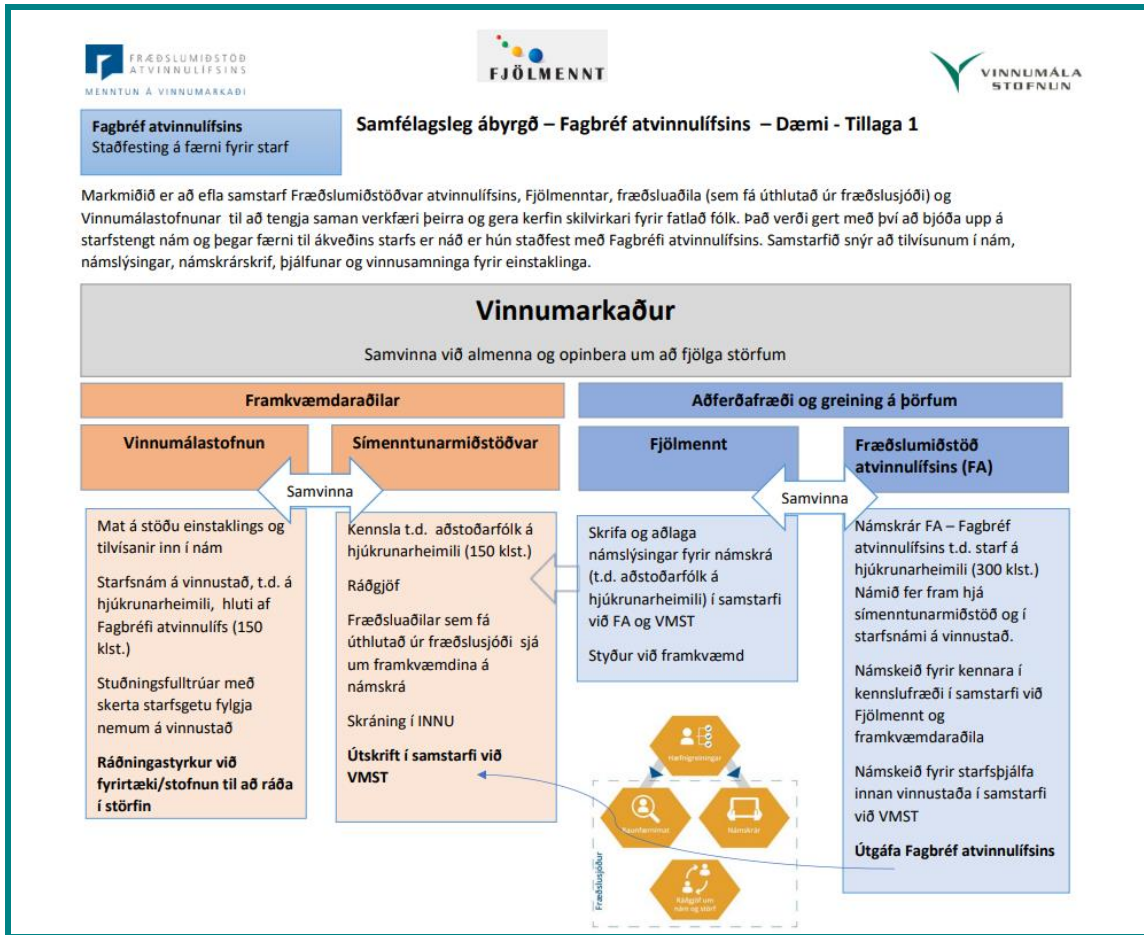 FRÆÐSLUMIÐSTÖÐ
ATVINNULÍFSINS
MENNTUN Á VINNUMARKAÐI
FJÖLMENNT
VINNUMÁLA
STOFNUN
Fagbréf atvinnulífsins
Staðfesting á færni fyrir starf
Samfélagsleg ábyrgð – Fagbréf atvinnulífsins – Dæmi - Tillaga 1
Markmiðið er að efla samstarf Fræðslumiðstöðvar atvinnulífsins, Fjölmenntar, fræðsluaðila (sem fá úthlutað úr fræðslusjóði) og
Vinnumálastofnunar til að tengja saman verkfæri þeirra og gera kerfin skilvirkari fyrir fatlað fólk. Það verði gert með því að bjóða upp á
starfstengt nám og þegar færni til ákveðins starfs er náð er hún staðfest með Fagbréfi atvinnulífsins. Samstarfið snýr að tilvísunum í nám,
námslýsingar, námskrárskrif, þjálfunar og vinnusamninga fyrir einstaklinga.
Vinnumarkaður
Samvinna við almenna og opinbera um að fjölga störfum
Framkvæmdaraðilar
Vinnumálastofnun
Símenntunarmiðstöðvar
Samvinna
Mat á stöðu einstaklings og
tilvísanir inn í nám
Starfsnám á vinnustað, t.d. á
hjúkrunarheimili, hluti af
Fagbréfi atvinnulífs (150
klst.)
Stuðningsfulltrúar með
skerta starfsgetu fylgja
nemum á vinnustað
Ráðningastyrkur við
fyrirtæki/stofnun til að ráða
í störfin
Kennsla t.d. aðstoðarfólk á
hjúkrunarheimili (150 klst.)
Ráðgjöf
Fræðsluaðilar sem fá
úthlutað úr fræðslusjóði sjá
um framkvæmdina á
námskrá
Skráning í INNU
Útskrift í samstarfi við
VMST
Aðferðafræði og greining á þörfum
Fjölmennt
Fræðslumiðstöð
atvinnulífsins (FA)
Samvinna
Skrifa og aðlaga
námslýsingar fyrir námskrá
(t.d. aðstoðarfólk á
hjúkrunarheimili) í samstarfi
við FA og VMST
Styður við framkvæmd
Námskrár FA – Fagbréf
atvinnulífsins t.d. starf á
hjúkrunarheimili (300 klst.)
Námið fer fram hjá
símenntunarmiðstöð og í
starfsnámi á vinnustað.
Námskeið fyrir kennara í
kennslufræði í samstarfi við
Fjölmennt og
framkvæmdaraðila
Námskeið fyrir starfsþjálfa
innan vinnustaða í samstarfi
við VMST
Útgáfa Fagbréf atvinnulífsins
Hæfnigreiningar
Raunfærnimat
Námskrár
Ráðgjöf um
nám og störf
Fræðslusjóður